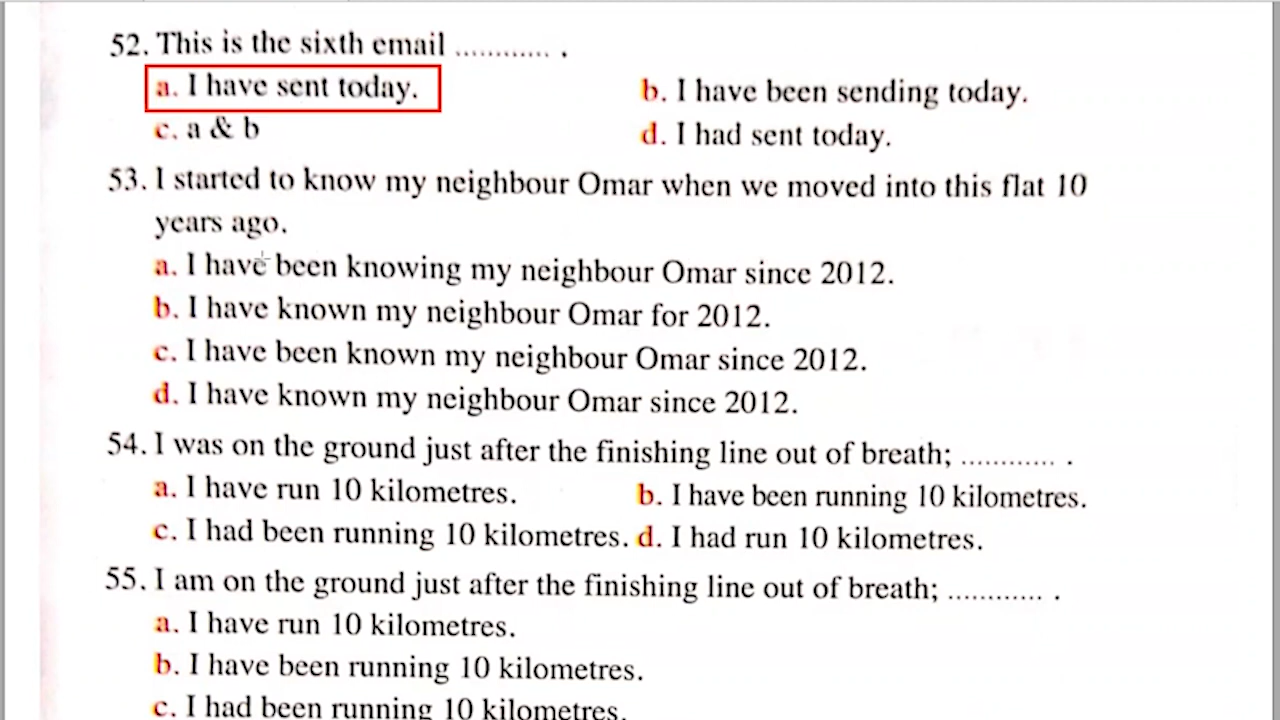 52. This is the sixth email ............ .
a. I have sent today.
b. I have been sending today.
c. a & b
d. I had sent today.
53. I started to know my neighbour Omar when we moved into this flat 10
years ago.
a. I have been knowing my neighbour Omar since 2012.
b. I have known my neighbour Omar for 2012.
c. I have been known my neighbour Omar since 2012.
d. I have known my neighbour Omar since 2012.
54. I was on the ground just after the finishing line out of breath; ............ .
a. I have run 10 kilometres.
b. I have been running 10 kilometres.
c. I had been running 10 kilometres.
d. I had run 10 kilometres.
55. I am on the ground just after the finishing line out of breath; ............ .
a. I have run 10 kilometres.
b. I have been running 10 kilometres.
c. I had been running 10 kilometres.